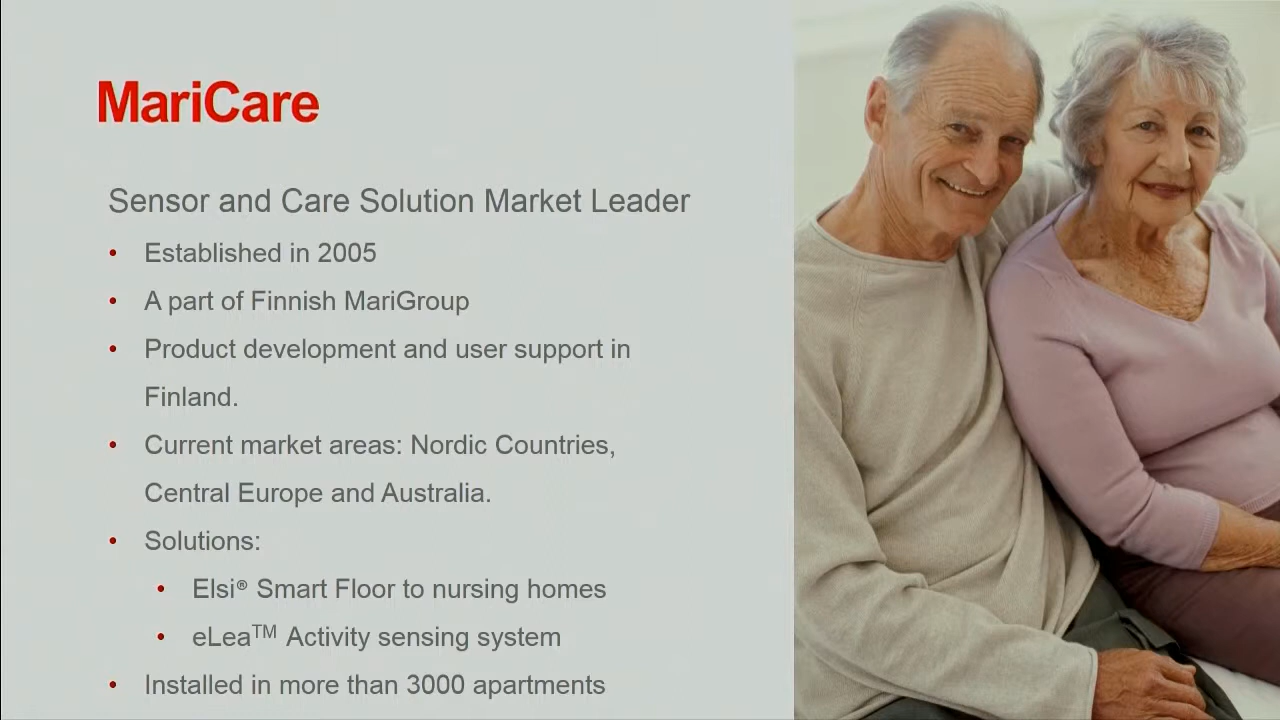 MariCare
Sensor and Care Solution Market Leader
• Established in 2005
• A part of Finnish MariGroup
• Product development and user support in
Finland.
• Current market areas: Nordic Countries,
Central Europe and Australia.
• Solutions:
• Elsi® Smart Floor to nursing homes
• eLea™ Activity sensing system
• Installed in more than 3000 apartments